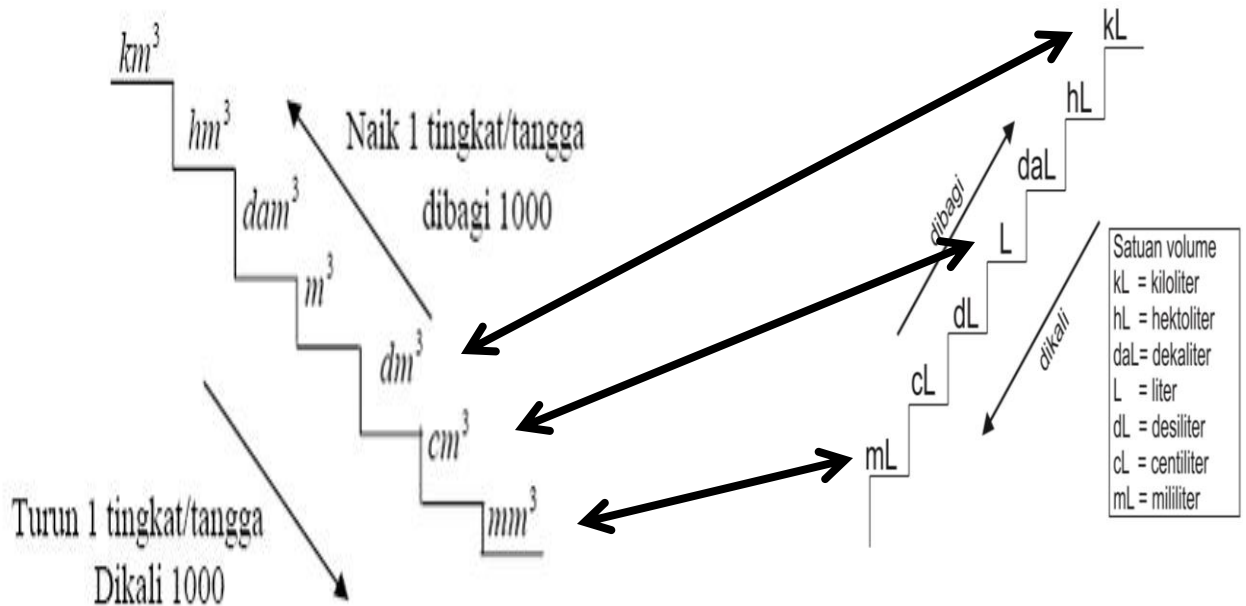 km³
hm³
dam³
m³
dm³
cm³
mm³
Naik 1 tingkat/tangga
dibagi 1000
Turun 1 tingkat/tangga
Dikali 1000
kL
hL
daL
L
dL
cL
mL
dibagi
dikali
Satuan volume
kL = kiloliter
hL = hektoliter
daL= dekaliter
L = liter
dL = desiliter
cL = centiliter
mL = mililiter